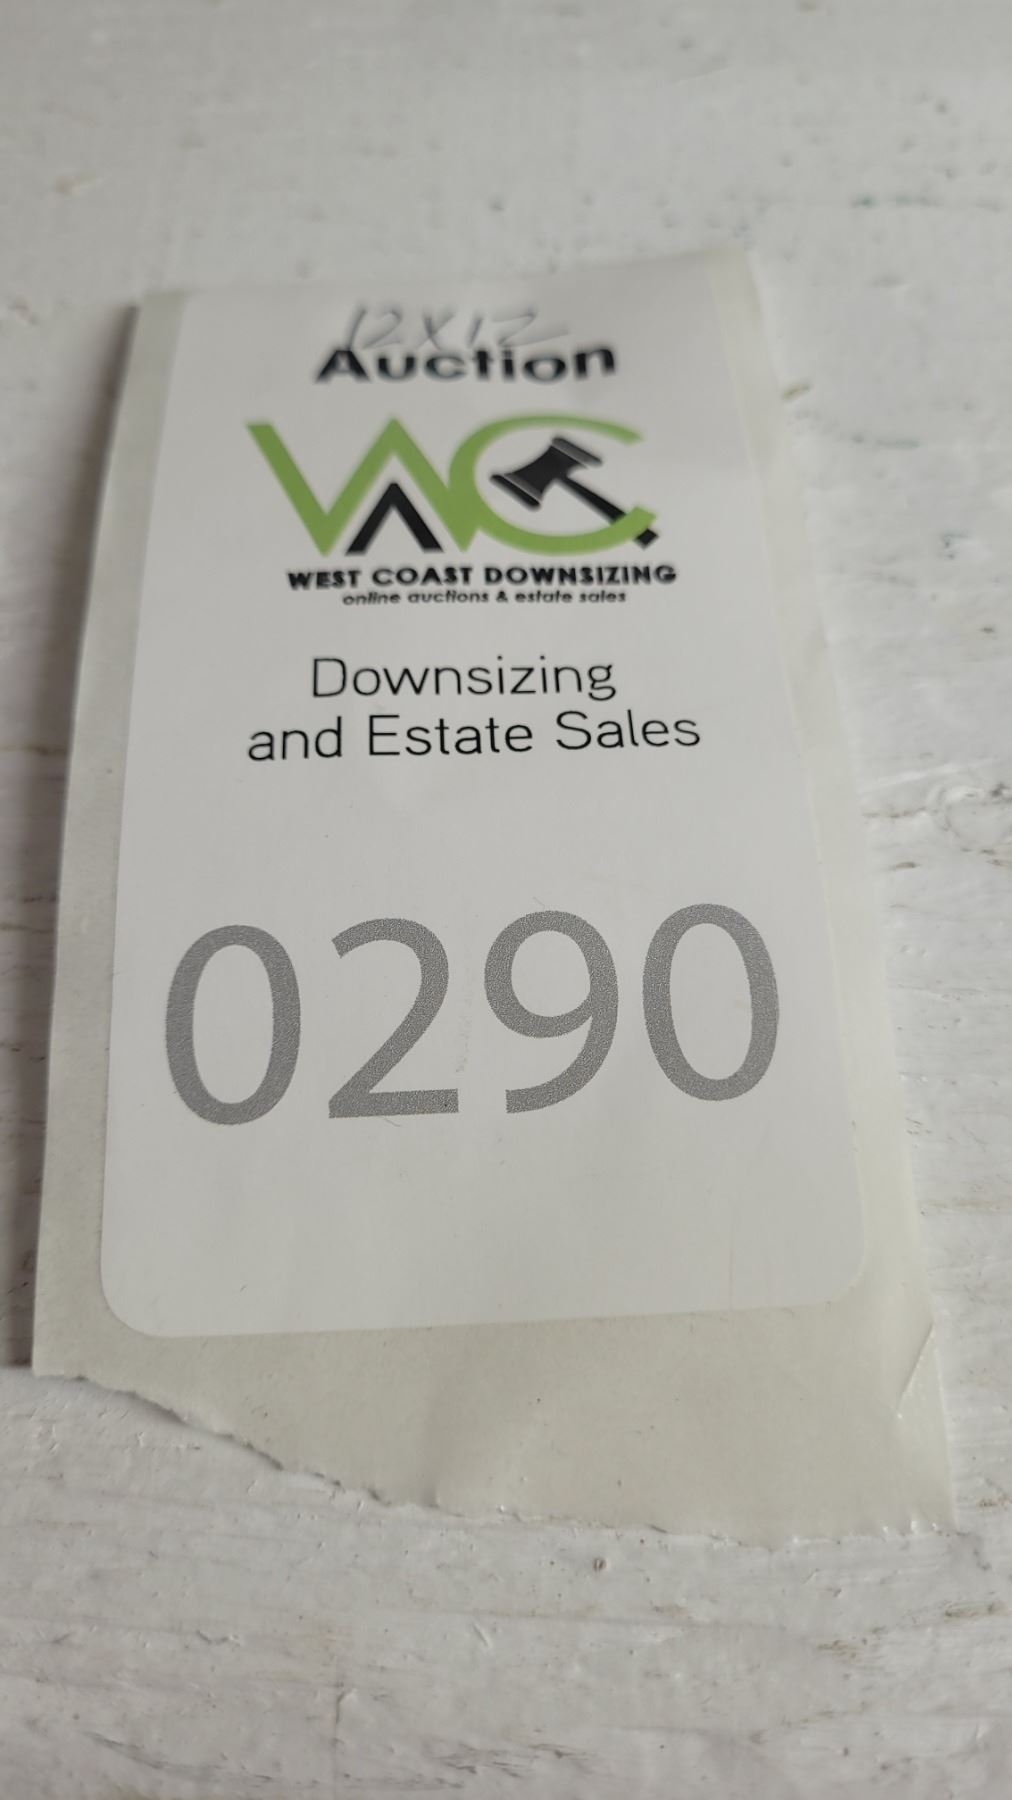 12X12
Auction
WC
WEST COAST DOWNSIZING
online auctions & estate sales
Downsizing
and Estate Sales
0290